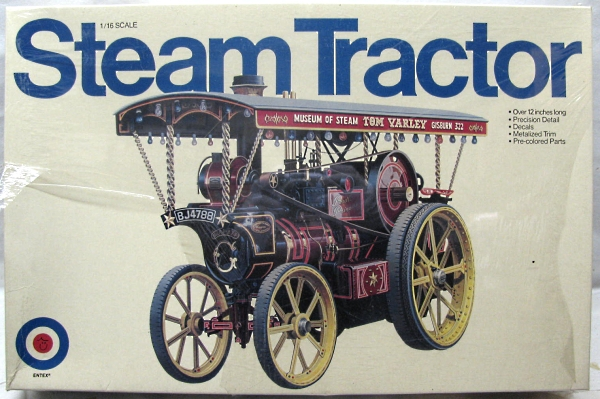 1/16 SCALE
Steam Tractor
• Over 12 inches long
• Precision Detail
• Decals
• Metalized Trim
• Pre-colored Parts
MUSEUM OF STEAM TOM VARLEY GISBURN 322
BJ4788
ENTEX